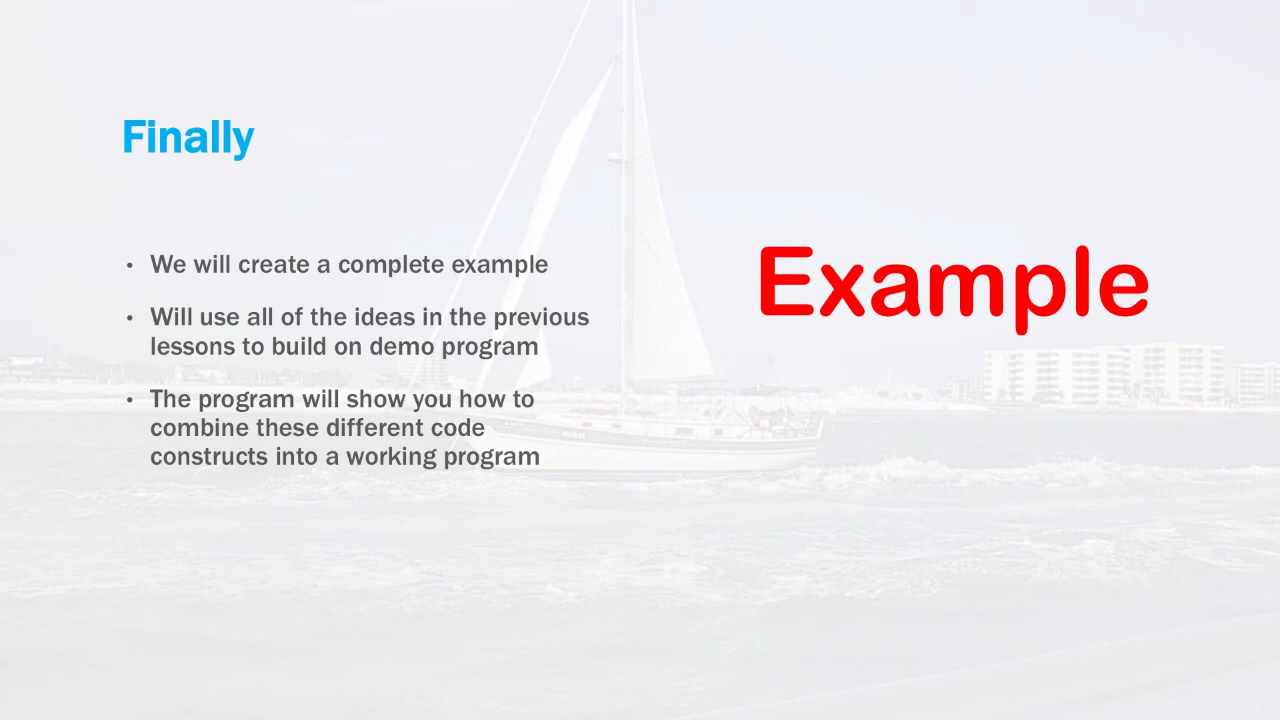 Finally
• We will create a complete example
• Will use all of the ideas in the previous
lessons to build on demo program
• The program will show you how to
combine these different code
constructs into a working program
Example